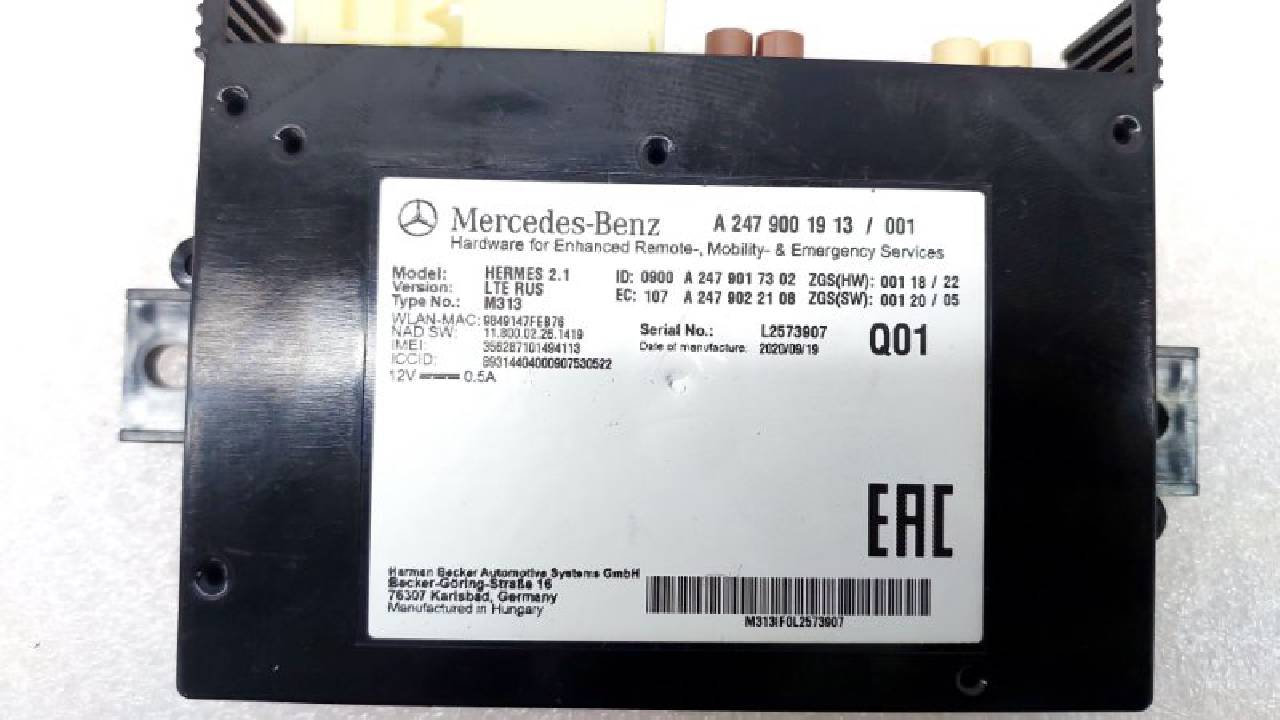 Mercedes-Benz A 247 900 19 13 / 001
Hardware for Enhanced Remote-, Mobility- & Emergency Services
Model: HERMES 2.1 ID: 0900 A 247 901 73 02 ZGS(HW): 001 18 / 22
Version: LTE RUS EC: 107 A 247 902 21 08 ZGS(SW): 001 20 / 05
Type No.: M313
WLAN-MAC: 9849147FEB76 Serial No.: L2573907 Q01
NAD SW: 11.800.02.25.1419 Date of manufacture: 2020/09/19
IMEI: 356287101494113
ICCID: 89314404000907530522
12V 0.5A
EAC
Harman Becker Automotive Systems GmbH
Becker-Göring-Straße 16
76307 Karlsbad, Germany
Manufactured in Hungary
M313IF0L2573907